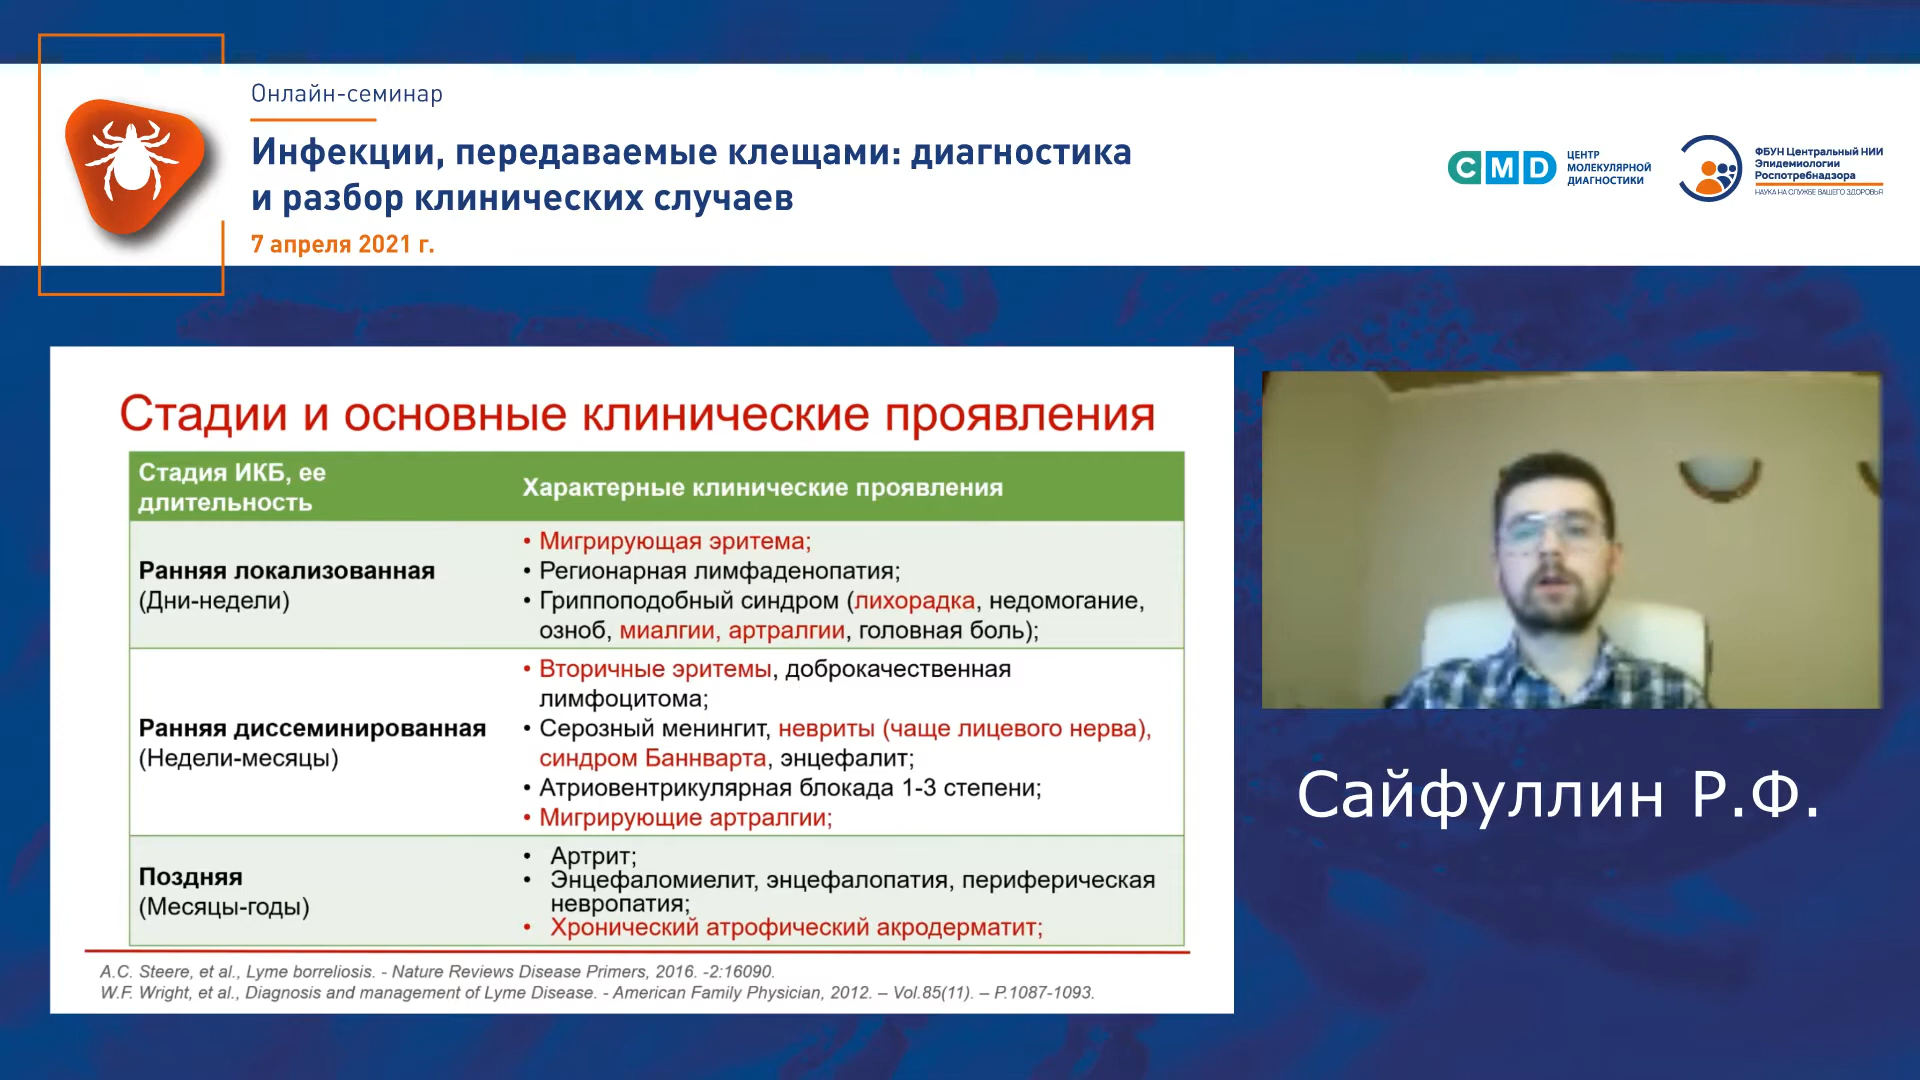 Онлайн-семинар
Инфекции, передаваемые клещами: диагностика
и разбор клинических случаев
7 апреля 2021 г.
CMD
ЦЕНТР
МОЛЕКУЛЯРНОЙ
ДИАГНОСТИКИ
ФБУН Центральный НИИ
Эпидемиологии
Роспотребнадзора
НАУКА НА СЛУЖБЕ ВАШЕГО ЗДОРОВЬЯ
Стадии и основные клинические проявления
Стадия ИКБ, ее
длительность
Характерные клинические проявления
Ранняя локализованная
(Дни-недели)
• Мигрирующая эритема;
• Регионарная лимфаденопатия;
• Гриппоподобный синдром (лихорадка, недомогание,
озноб, миалгии, артралгии, головная боль);
Ранняя диссеминированная
(Недели-месяцы)
• Вторичные эритемы, доброкачественная
лимфоцитома;
• Серозный менингит, невриты (чаще лицевого нерва),
синдром Баннварта, энцефалит;
• Атриовентрикулярная блокада 1-3 степени;
• Мигрирующие артралгии;
Поздняя
(Месяцы-годы)
• Артрит;
• Энцефаломиелит, энцефалопатия, периферическая
невропатия;
• Хронический атрофический акродерматит;
A.C. Steere, et al., Lyme borreliosis. - Nature Reviews Disease Primers, 2016. -2:16090.
W.F. Wright, et al., Diagnosis and management of Lyme Disease. - American Family Physician, 2012. – Vol.85(11). – P.1087-1093.
Сайфуллин Р.Ф.